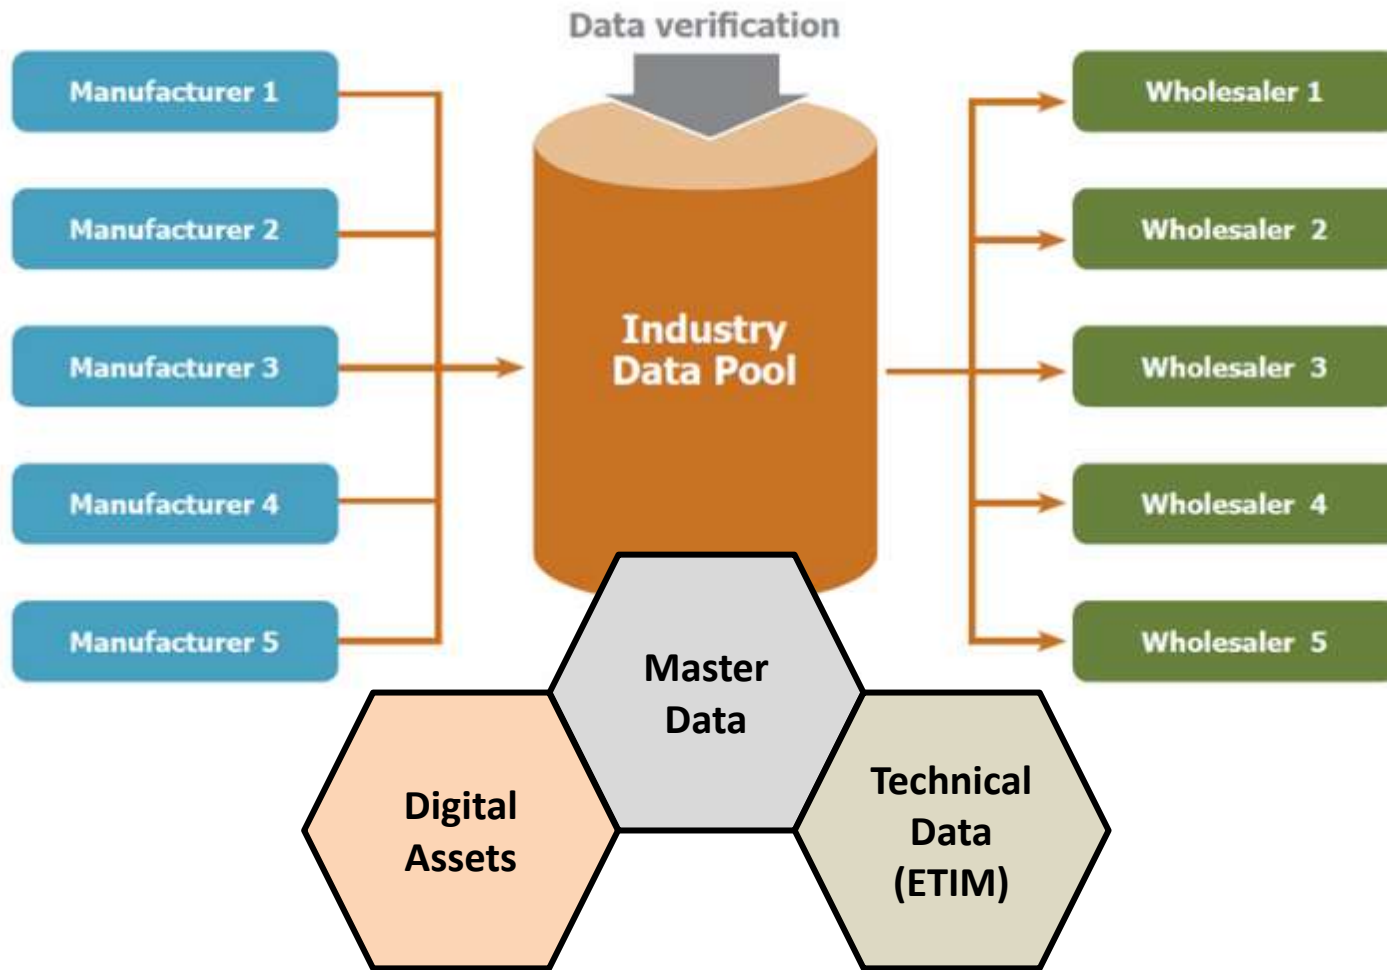 Data verification
Manufacturer 1
Manufacturer 2
Manufacturer 3
Manufacturer 4
Manufacturer 5
Industry
Data Pool
Wholesaler 1
Wholesaler 2
Wholesaler 3
Wholesaler 4
Wholesaler 5
Master
Data
Digital
Assets
Technical
Data
(ETIM)